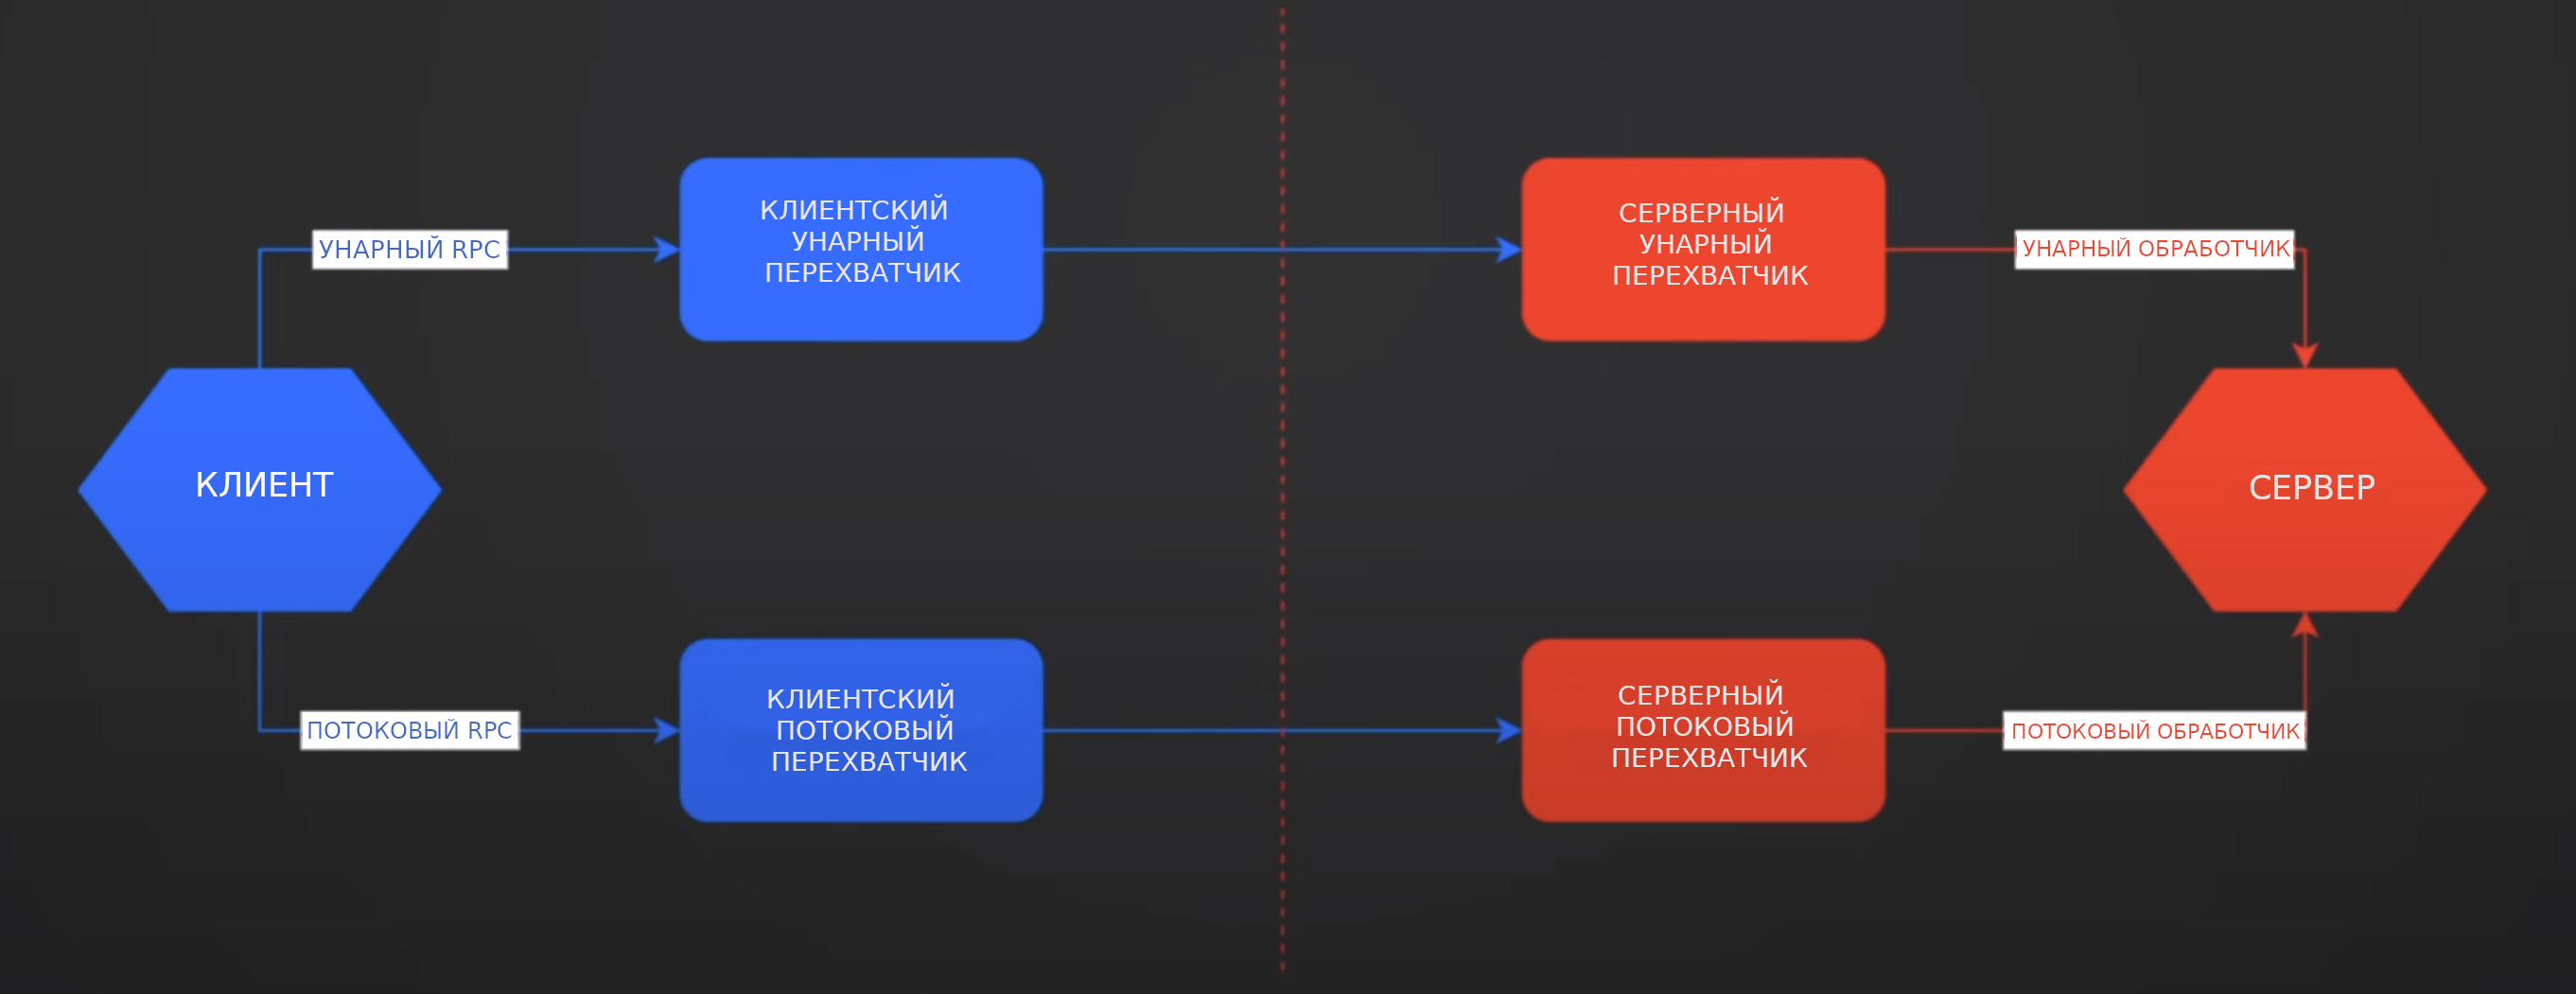 КЛИЕНТСКИЙ
УНАРНЫЙ
ПЕРЕХВАТЧИК
СЕРВЕРНЫЙ
УНАРНЫЙ
ПЕРЕХВАТЧИК
УНАРНЫЙ RPC
УНАРНЫЙ ОБРАБОТЧИК
КЛИЕНТ
СЕРВЕР
КЛИЕНТСКИЙ
ПОТОКОВЫЙ
ПЕРЕХВАТЧИК
СЕРВЕРНЫЙ
ПОТОКОВЫЙ
ПЕРЕХВАТЧИК
ПОТОКОВЫЙ RPC
ПОТОКОВЫЙ ОБРАБОТЧИК